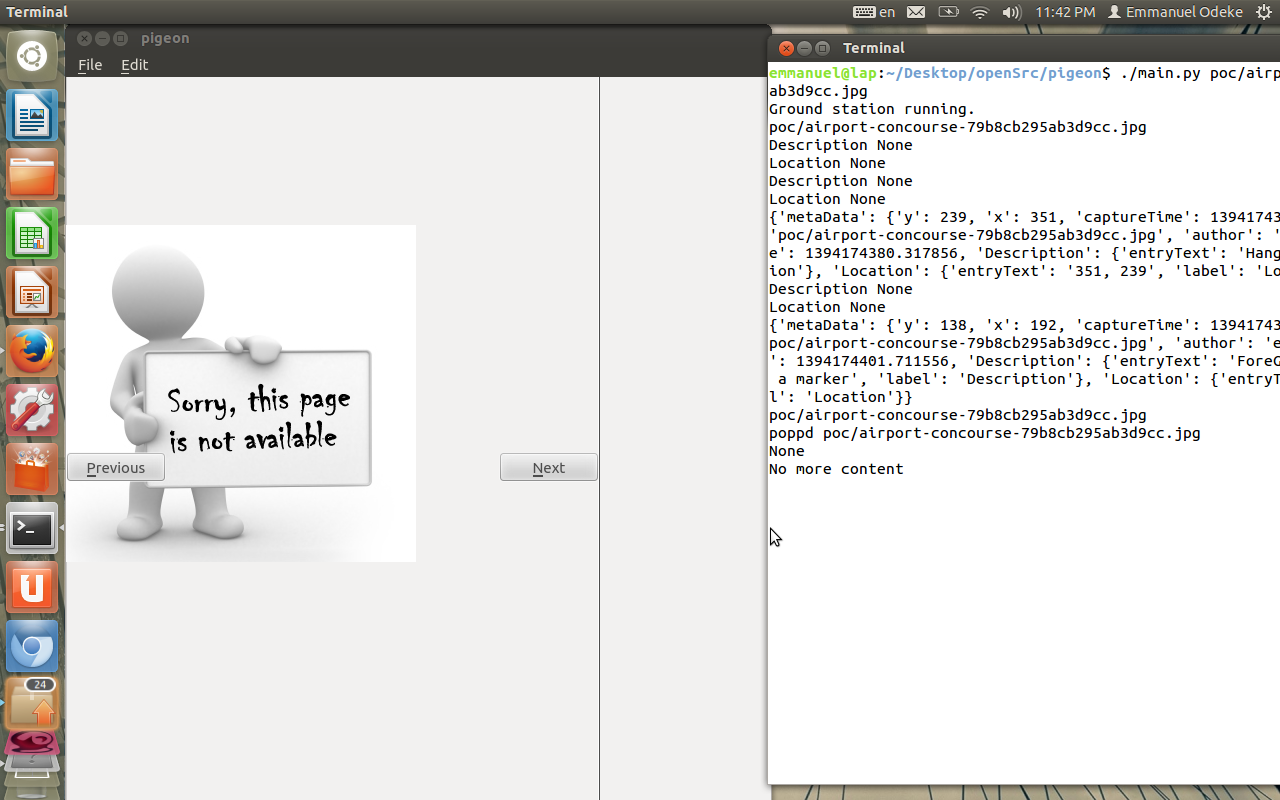 Terminal
en
11:42 PM
Emmanuel Odeke
pigeon
File
Edit
Sorry, this page
is not available
Previous
Next
24
Terminal
emmanuel@lap:~/Desktop/openSrc/pigeon$ ./main.py poc/airp
ab3d9cc.jpg
Ground station running.
poc/airport-concourse-79b8cb295ab3d9cc.jpg
Description None
Location None
Description None
Location None
{'metaData': {'y': 239, 'x': 351, 'captureTime': 13941743
'poc/airport-concourse-79b8cb295ab3d9cc.jpg', 'author': '
e': 1394174380.317856, 'Description': {'entryText': 'Hang
ion'}, 'Location': {'entryText': '351, 239', 'label': 'Lo
Description None
Location None
{'metaData': {'y': 138, 'x': 192, 'captureTime': 13941743
poc/airport-concourse-79b8cb295ab3d9cc.jpg', 'author': 'e
': 1394174401.711556, 'Description': {'entryText': 'ForeG
 a marker', 'label': 'Description'}, 'Location': {'entryT
l': 'Location'}}
poc/airport-concourse-79b8cb295ab3d9cc.jpg
poppd poc/airport-concourse-79b8cb295ab3d9cc.jpg
None
No more content